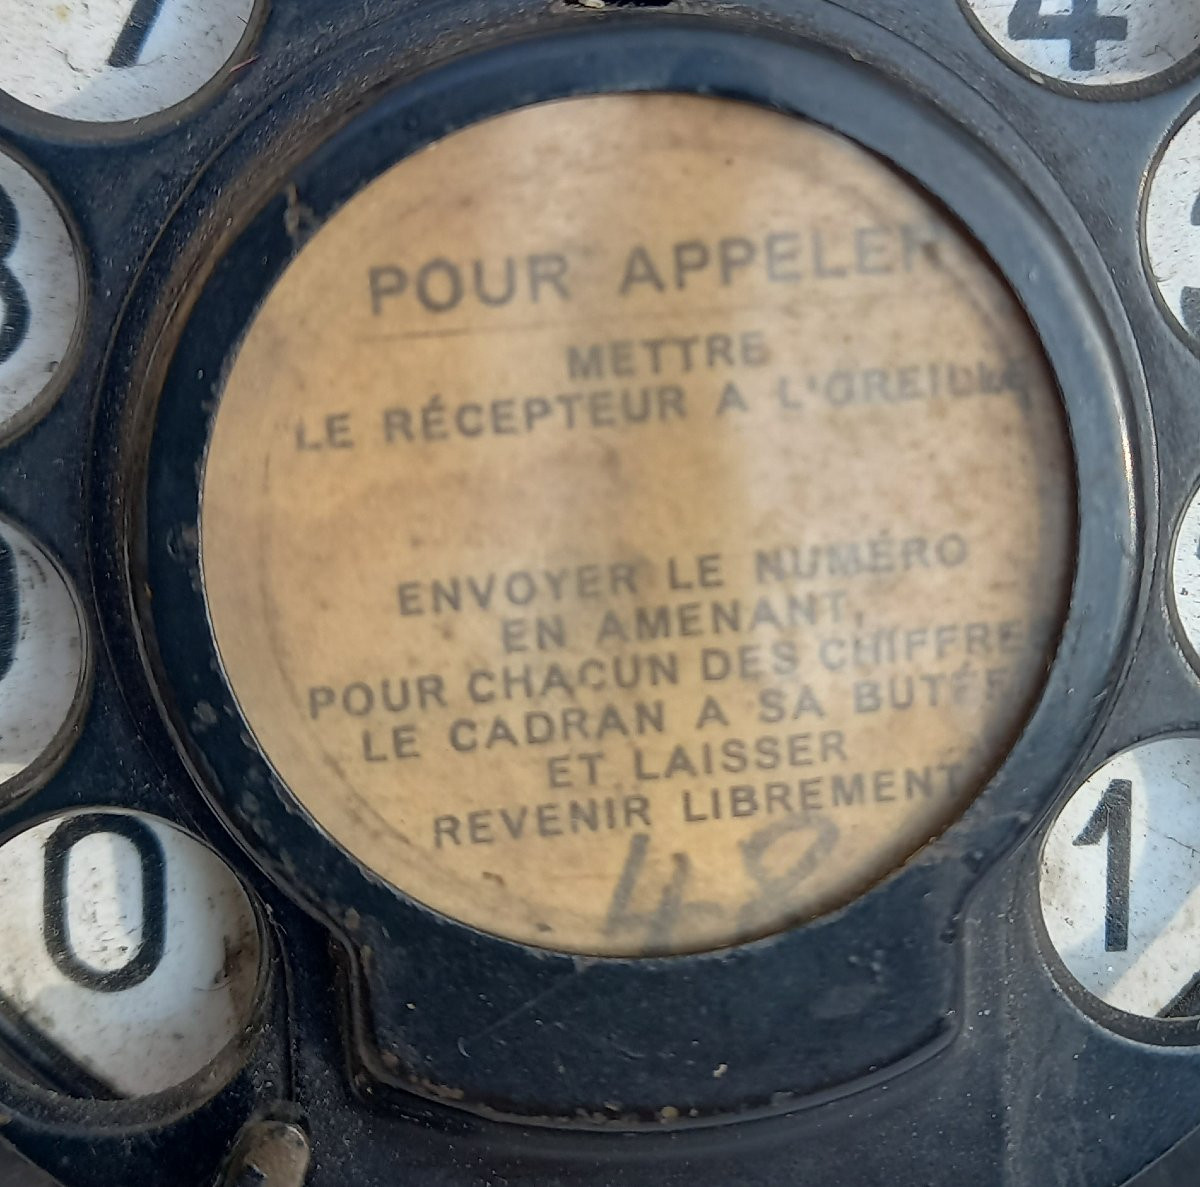 7
4
8
POUR APPELER
METTRE
LE RÉCEPTEUR A L'OREILLE
ENVOYER LE NUMÉRO
EN AMENANT,
POUR CHACUN DES CHIFFRES
LE CADRAN A SA BUTÉE
ET LAISSER
REVENIR LIBREMENT
48
0
1